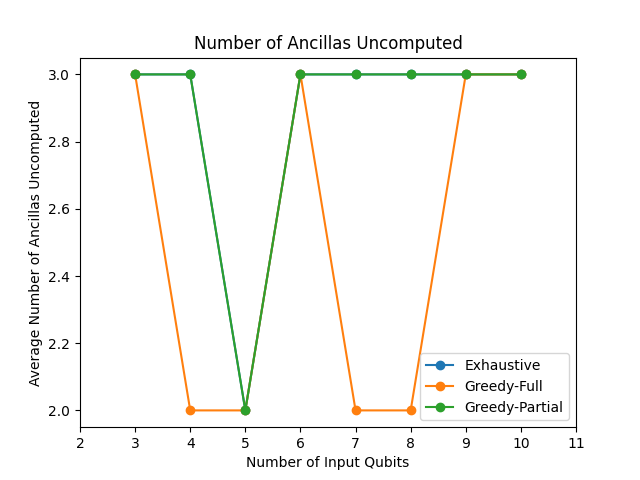 Number of Ancillas Uncomputed
Average Number of Ancillas Uncomputed
3.0
2.8
2.6
2.4
2.2
2.0
Exhaustive
Greedy-Full
Greedy-Partial
2 3 4 5 6 7 8 9 10 11
Number of Input Qubits